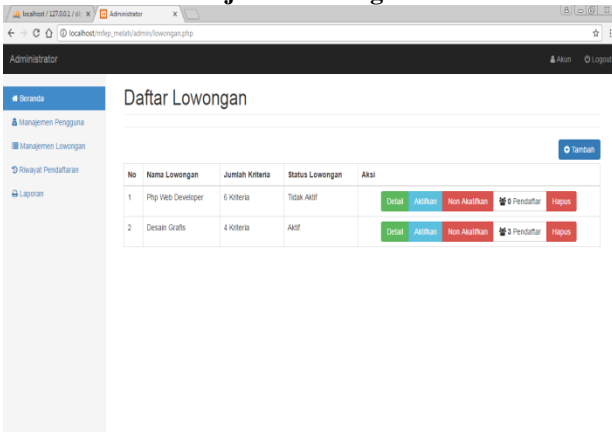 localhost / 127.0.0.1 / d
Administrator
localhost/mfep_melati/admin/lowongan.php
Administrator
Akun
Logout
Beranda
Manajemen Pengguna
Manajemen Lowongan
Riwayat Pendaftaran
Laporan
Daftar Lowongan
Tambah
No Nama Lowongan Jumlah Kriteria Status Lowongan Aksi
1 Php Web Developer 6 Kriteria Tidak Aktif Detail Aktifkan Non Akatifkan 0 Pendaftar Hapus
2 Desain Grafis 4 Kriteria Aktif Detail Aktifkan Non Akatifkan 3 Pendaftar Hapus